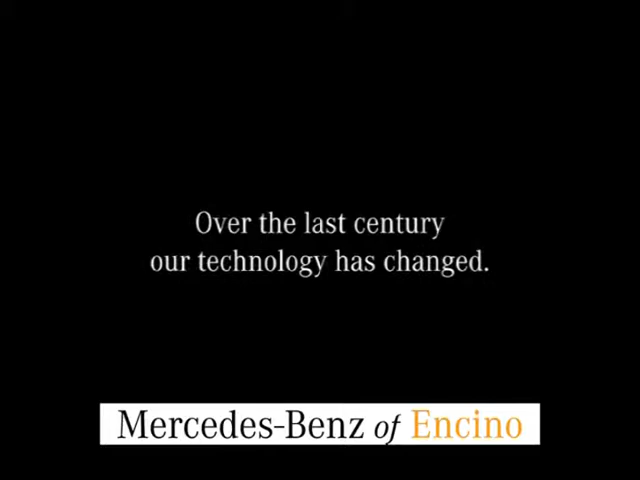 Over the last century
our technology has changed.
Mercedes-Benz of Encino